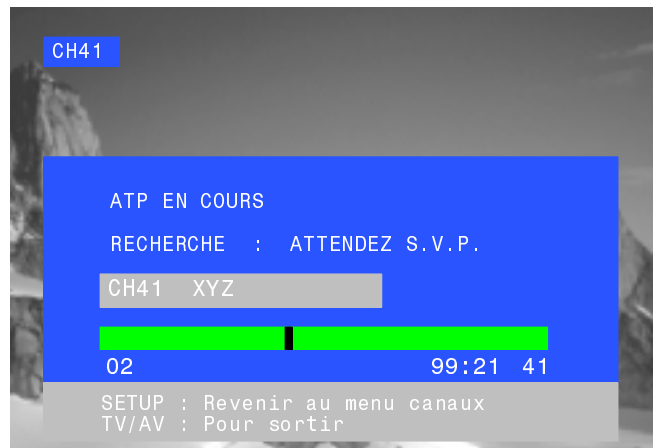 CH41
ATP EN COURS
RECHERCHE : ATTENDEZ S.V.P.
CH41 XYZ
02 99:21 41
SETUP : Revenir au menu canaux
TV/AV : Pour sortir